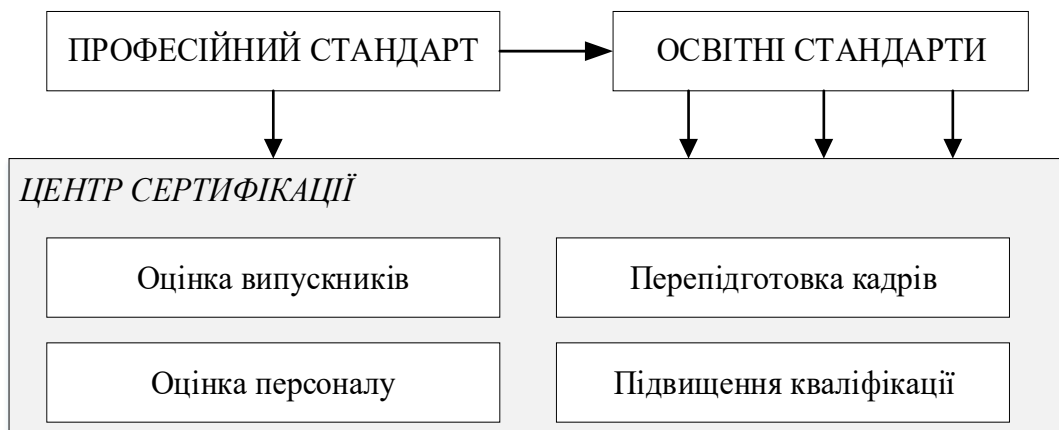 ПРОФЕСІЙНИЙ СТАНДАРТ
ОСВІТНІ СТАНДАРТИ
ЦЕНТР СЕРТИФІКАЦІЇ
Оцінка випускників
Перепідготовка кадрів
Оцінка персоналу
Підвищення кваліфікації